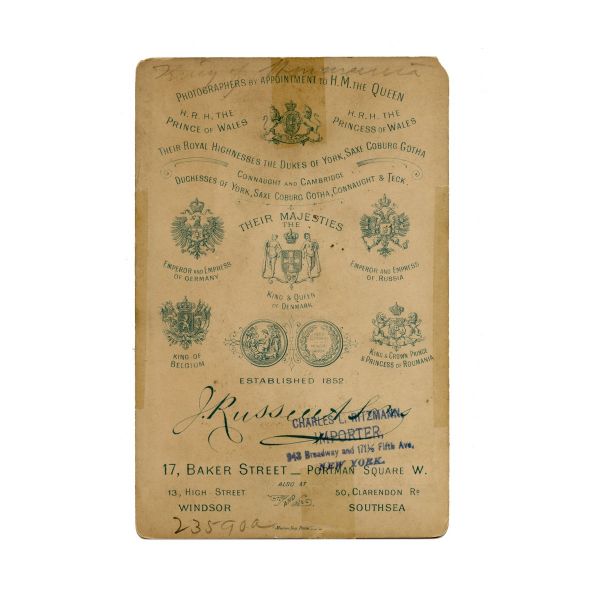 King of Roumania
PHOTOGRAPHERS BY APPOINTMENT TO H.M. THE QUEEN
H.R.H. THE PRINCE OF WALES
H.R.H. THE PRINCESS OF WALES
THEIR ROYAL HIGHNESSES THE DUKES OF YORK, SAXE COBURG GOTHA
CONNAUGHT AND CAMBRIDGE
DUCHESSES OF YORK, SAXE COBURG GOTHA, CONNAUGHT & TECK.
THEIR MAJESTIES
THE
EMPEROR AND EMPRESS
OF GERMANY
KING & QUEEN
OF DENMARK
EMPEROR AND EMPRESS
OF RUSSIA
KING OF
BELGIUM
KING & CROWN PRINCE
& PRINCESS OF ROUMANIA
ESTABLISHED 1852
J. Russell & Sons
CHARLES L. RITZMANN,
IMPORTER,
943 Broadway and 171½ Fifth Ave,
NEW YORK.
17, BAKER STREET _ PORTMAN SQUARE W.
ALSO AT
13, HIGH STREET
WINDSOR
AND
50, CLARENDON RD
SOUTHSEA
23590a